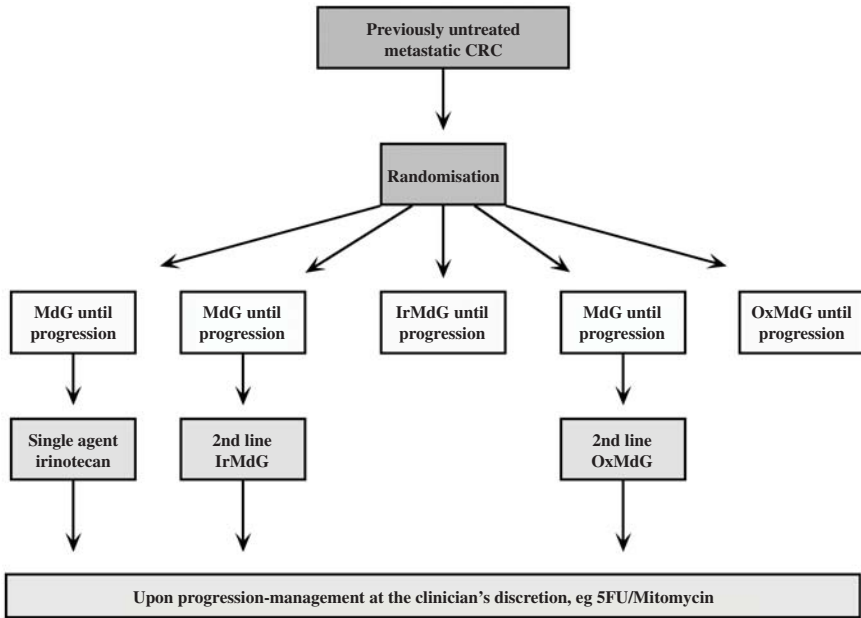 Previously untreated
metastatic CRC
Randomisation
MdG until
progression
MdG until
progression
IrMdG until
progression
MdG until
progression
OxMdG until
progression
Single agent
irinotecan
2nd line
IrMdG
2nd line
OxMdG
Upon progression-management at the clinician's discretion, eg 5FU/Mitomycin